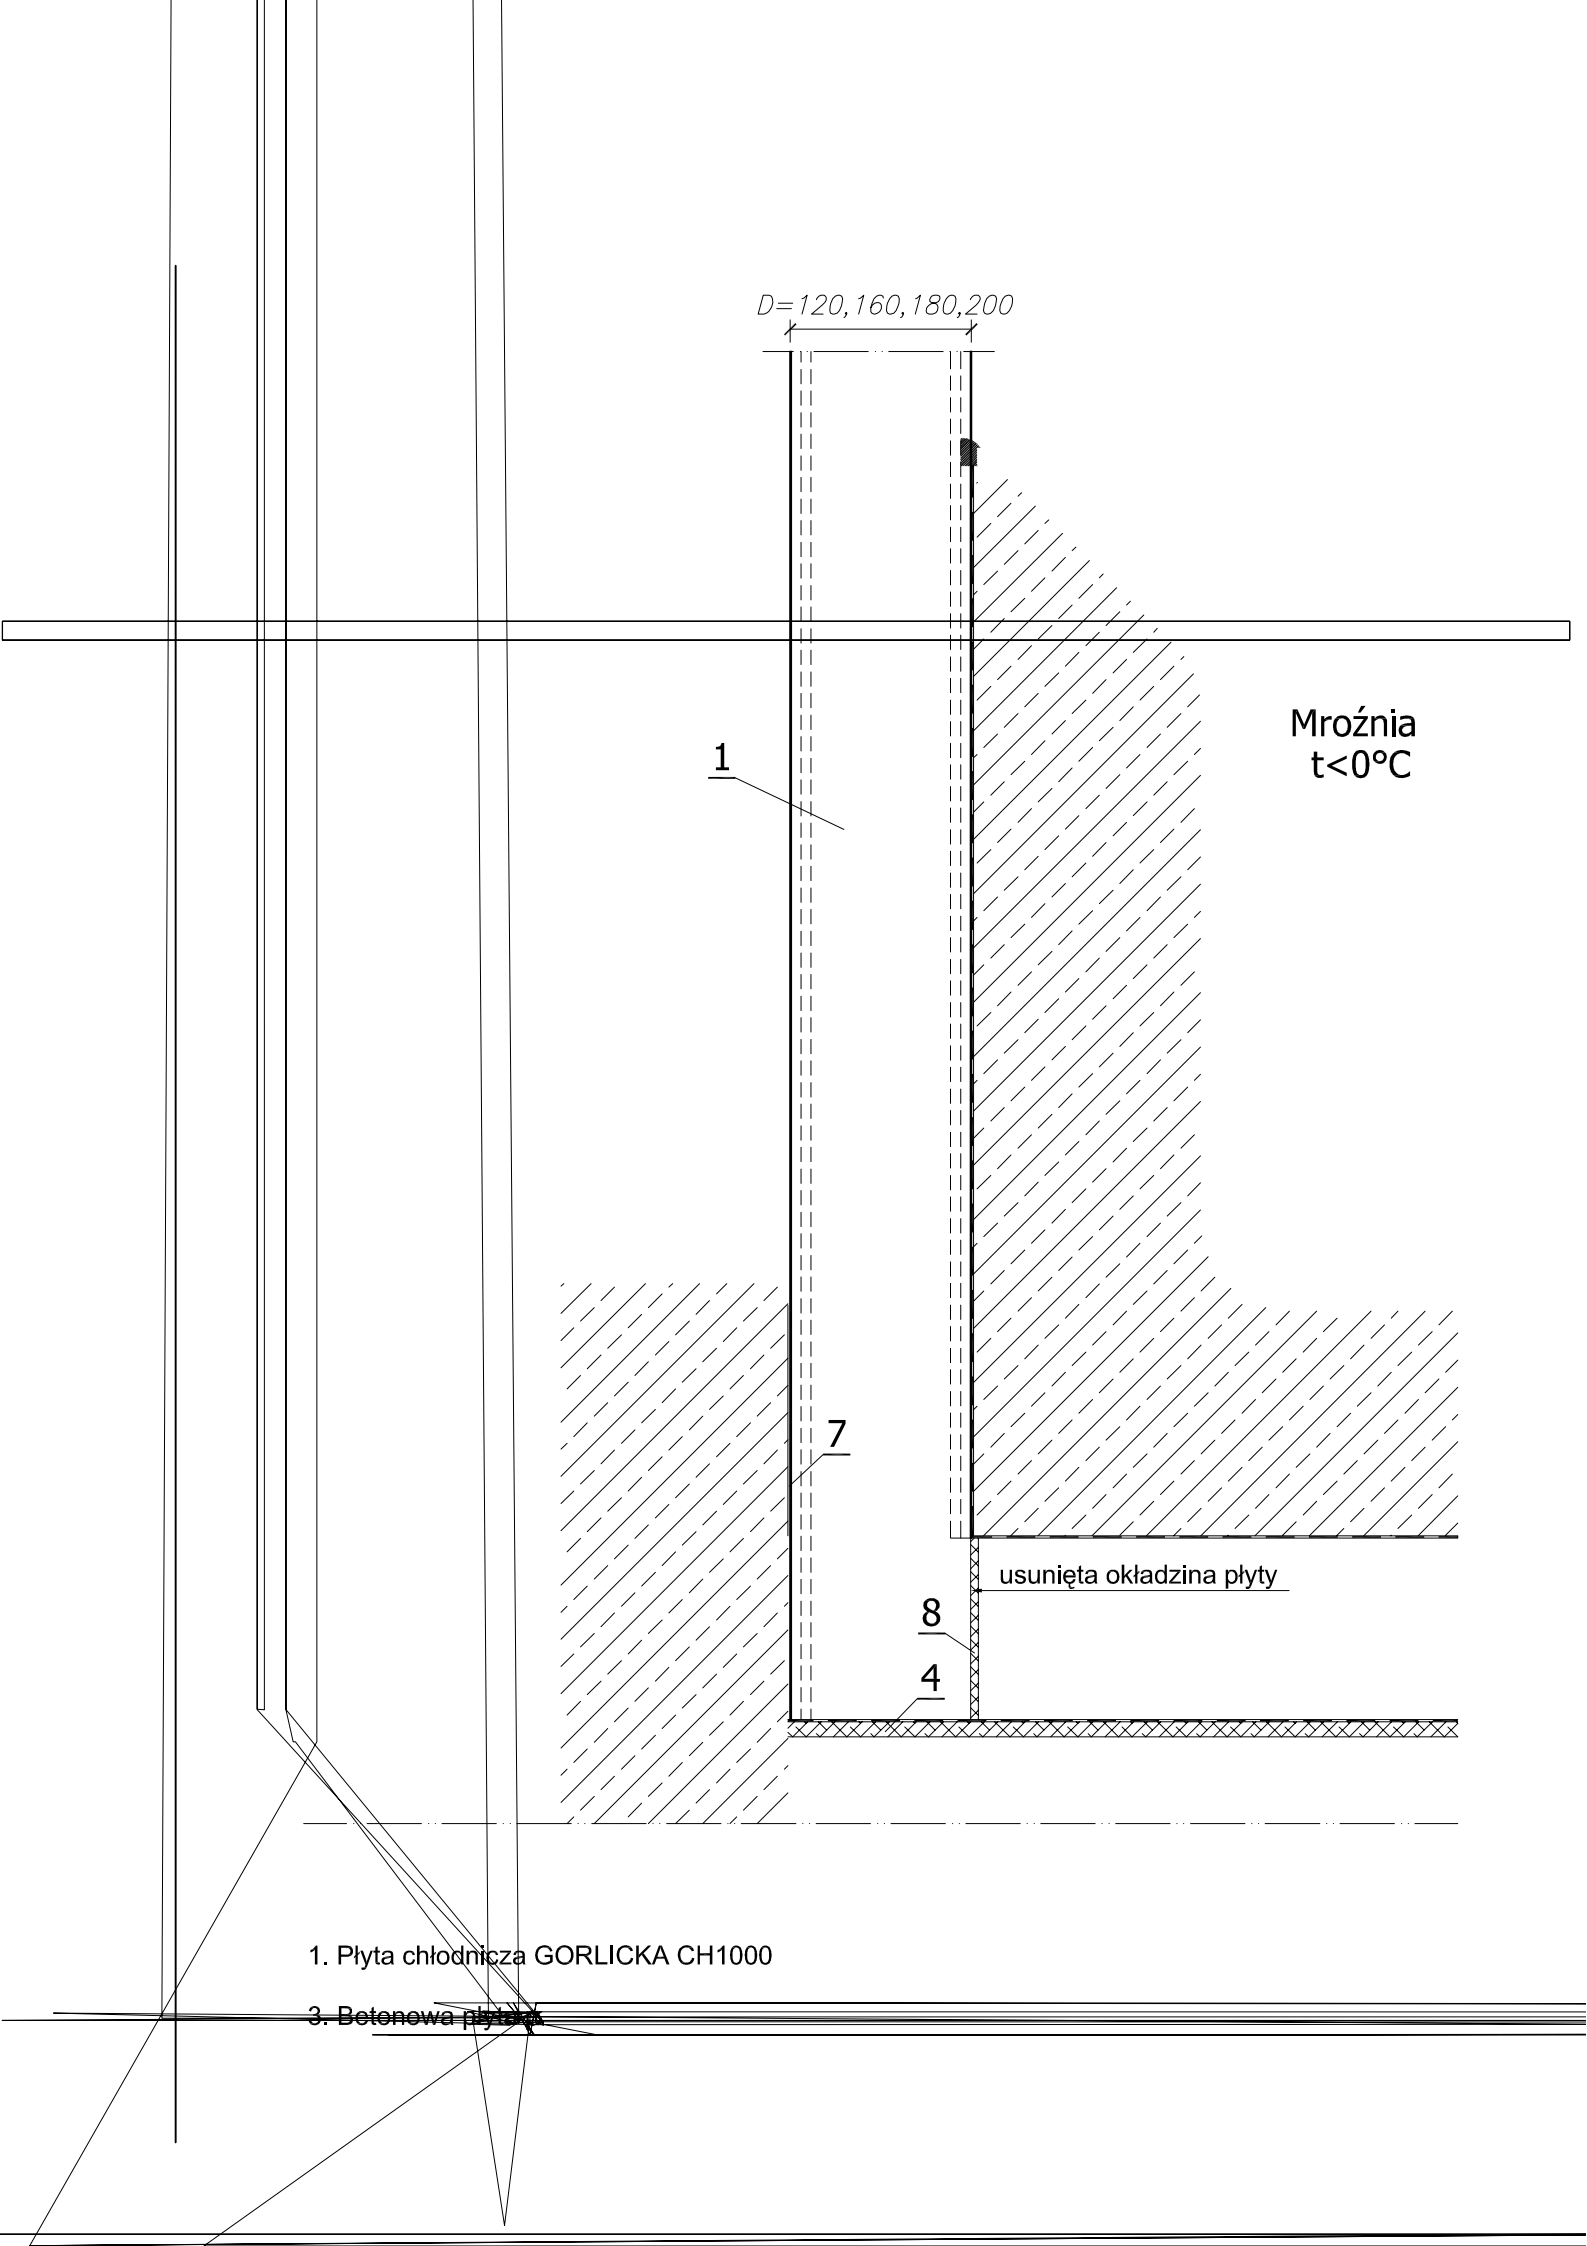 D=120,160,180,200
Mroźnia
t<0°C
1
7
usunięta okładzina płyty
8
4
1. Płyta chłodnicza GORLICKA CH1000
3. Betonowa płyta